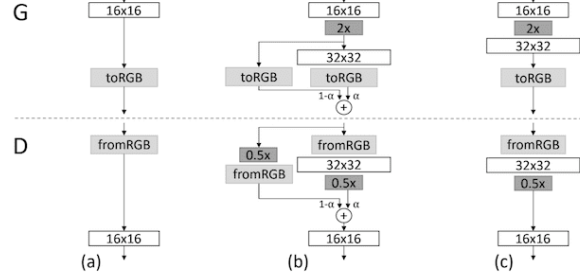 G
16x16
toRGB
16x16
2x
32x32
toRGB
toRGB
1-α
α
+
16x16
2x
32x32
toRGB
D
fromRGB
16x16
fromRGB
0.5x
32x32
fromRGB
0.5x
1-α
α
+
16x16
fromRGB
32x32
0.5x
16x16
(a)
(b)
(c)